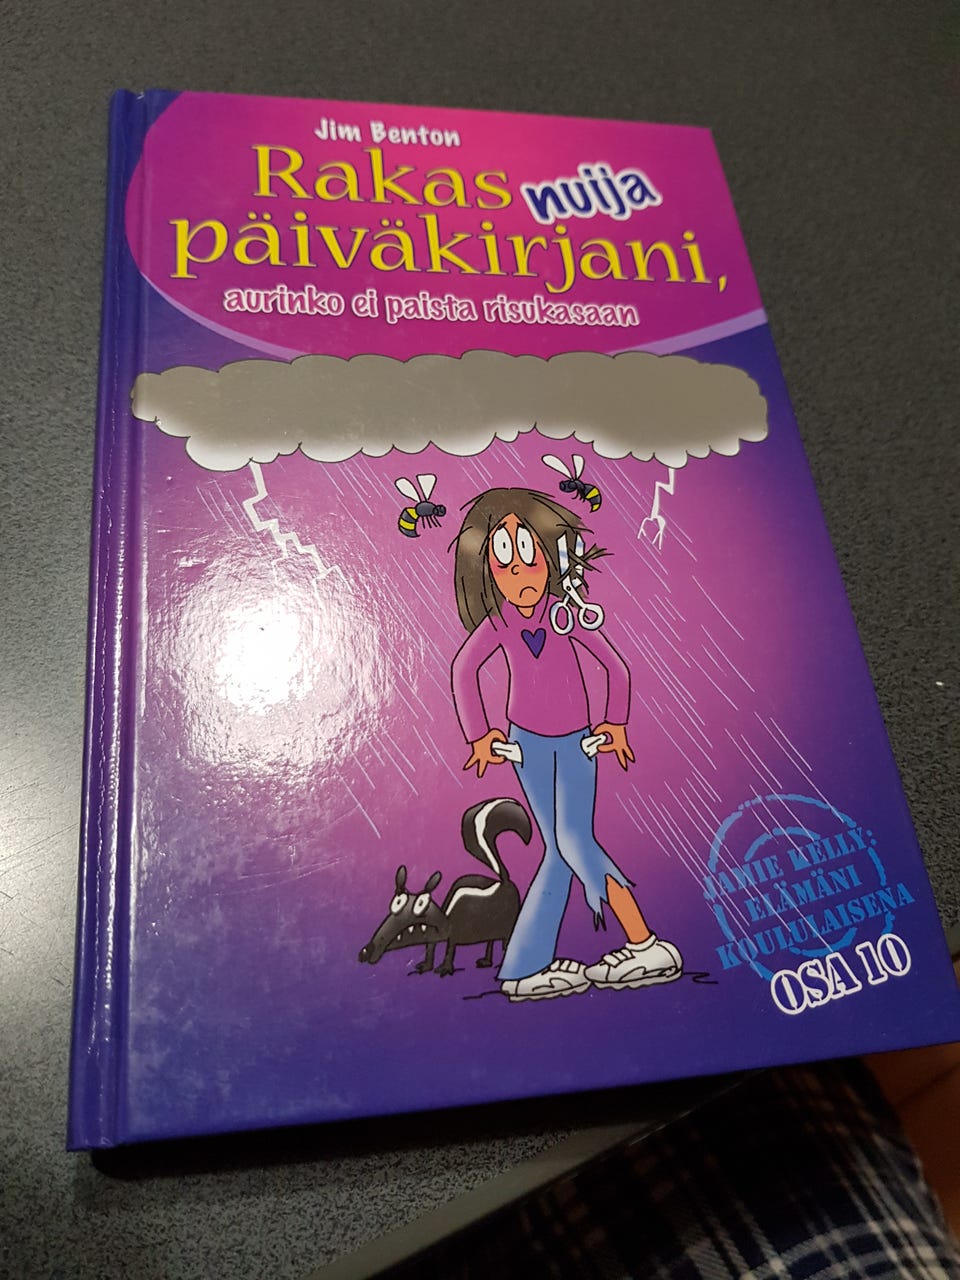 Jim Benton
Rakas nuija
päiväkirjani,
aurinko ei paista risukasaan
JAMIE KELLY:
ELÄMÄNI
KOULULAISENA
OSA 10